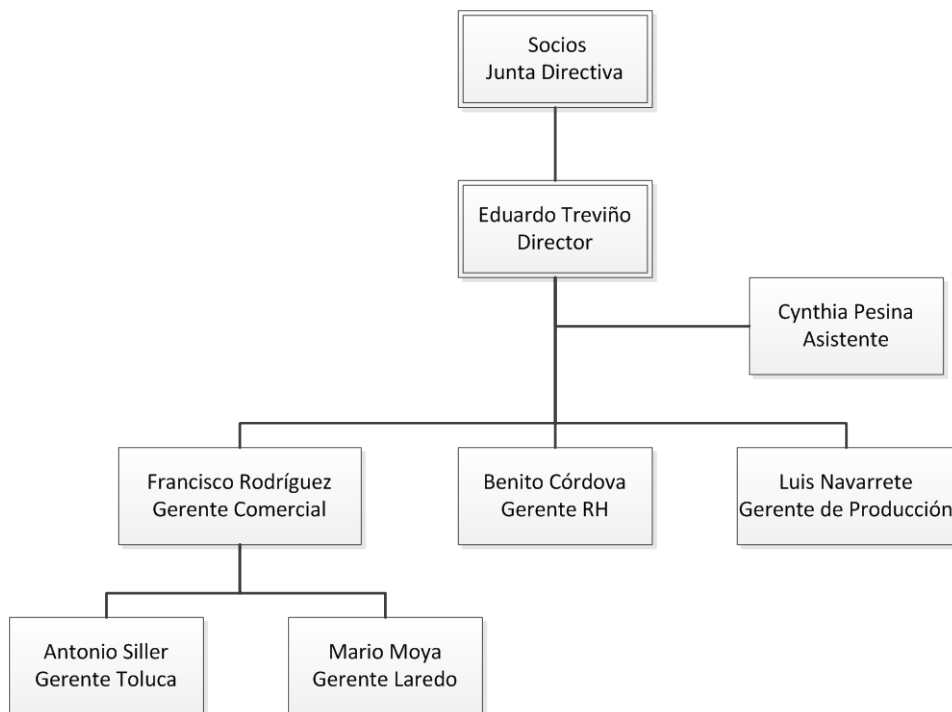 Socios
Junta Directiva
Eduardo Treviño
Director
Cynthia Pesina
Asistente
Francisco Rodríguez
Gerente Comercial
Benito Córdova
Gerente RH
Luis Navarrete
Gerente de Producción
Antonio Siller
Gerente Toluca
Mario Moya
Gerente Laredo